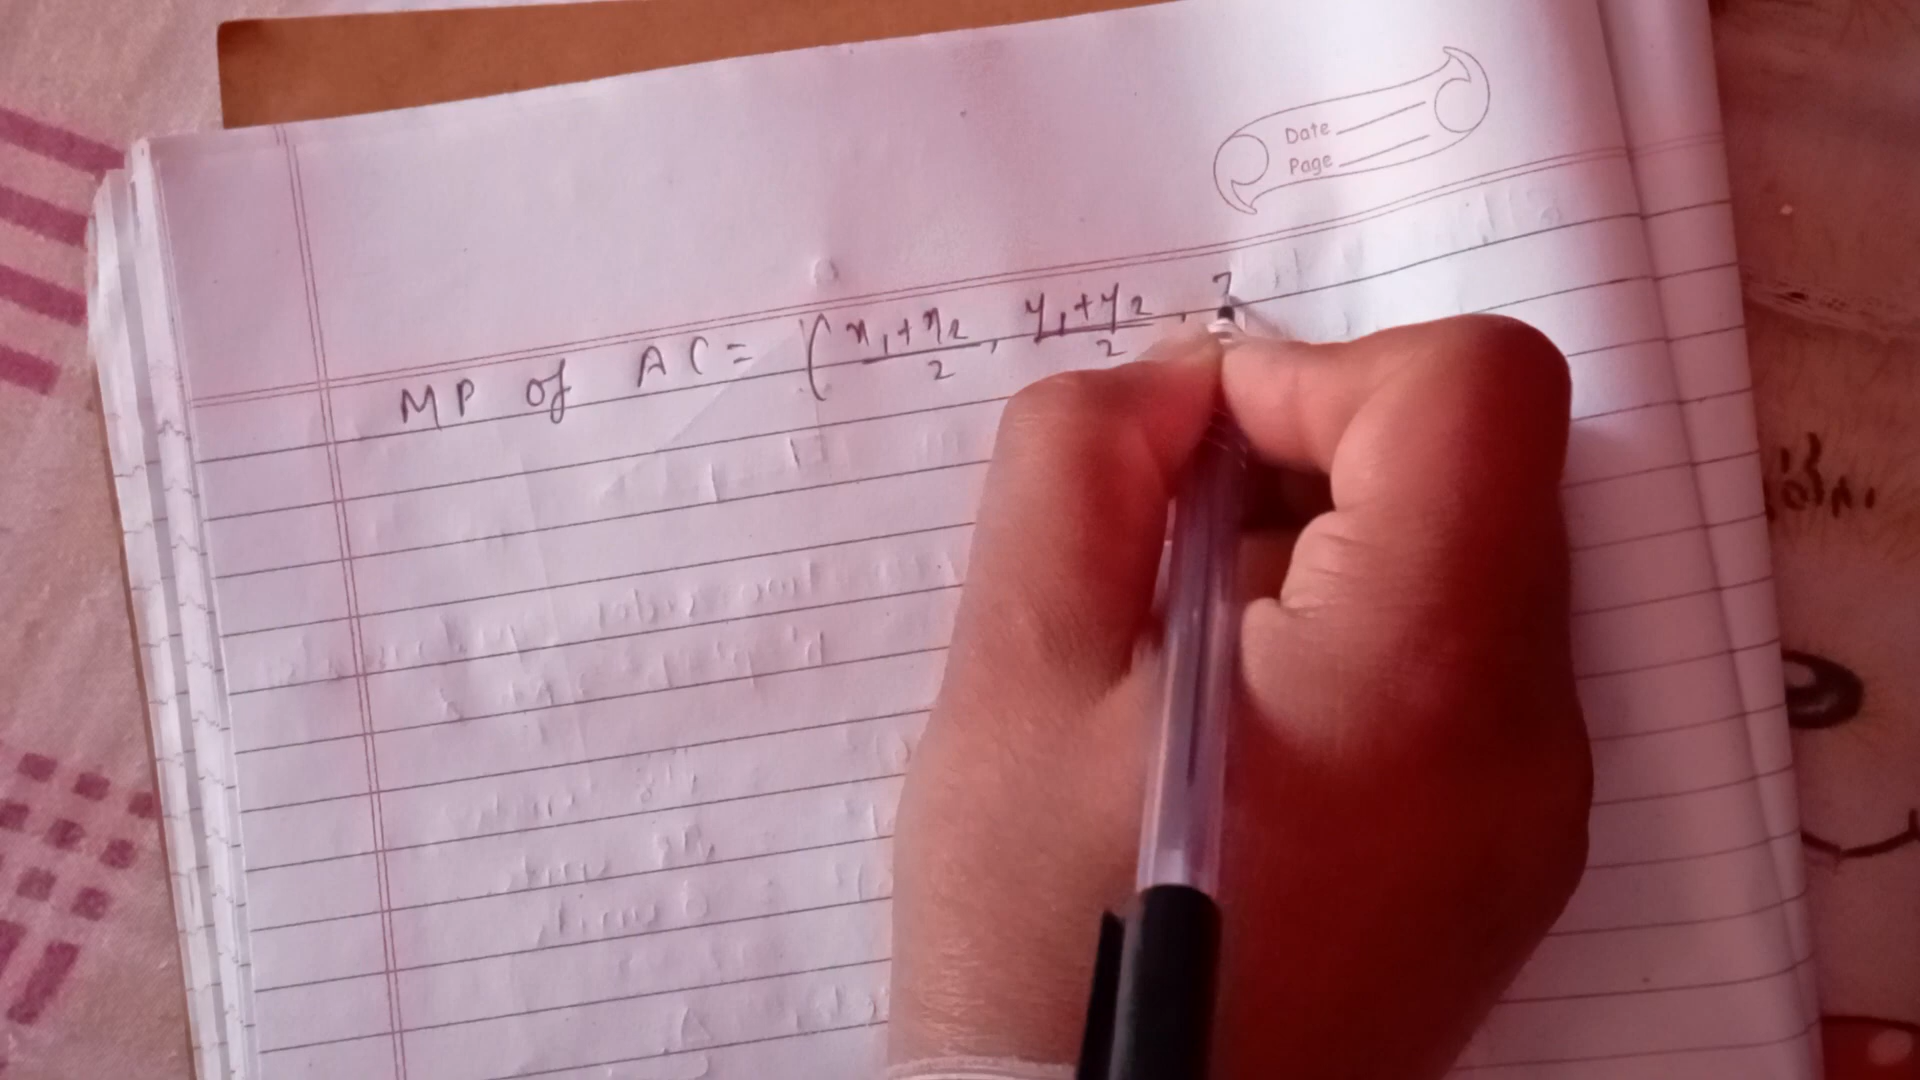 Date
Page
MP of AC = (x₁+x₂/2, y₁+y₂/2,